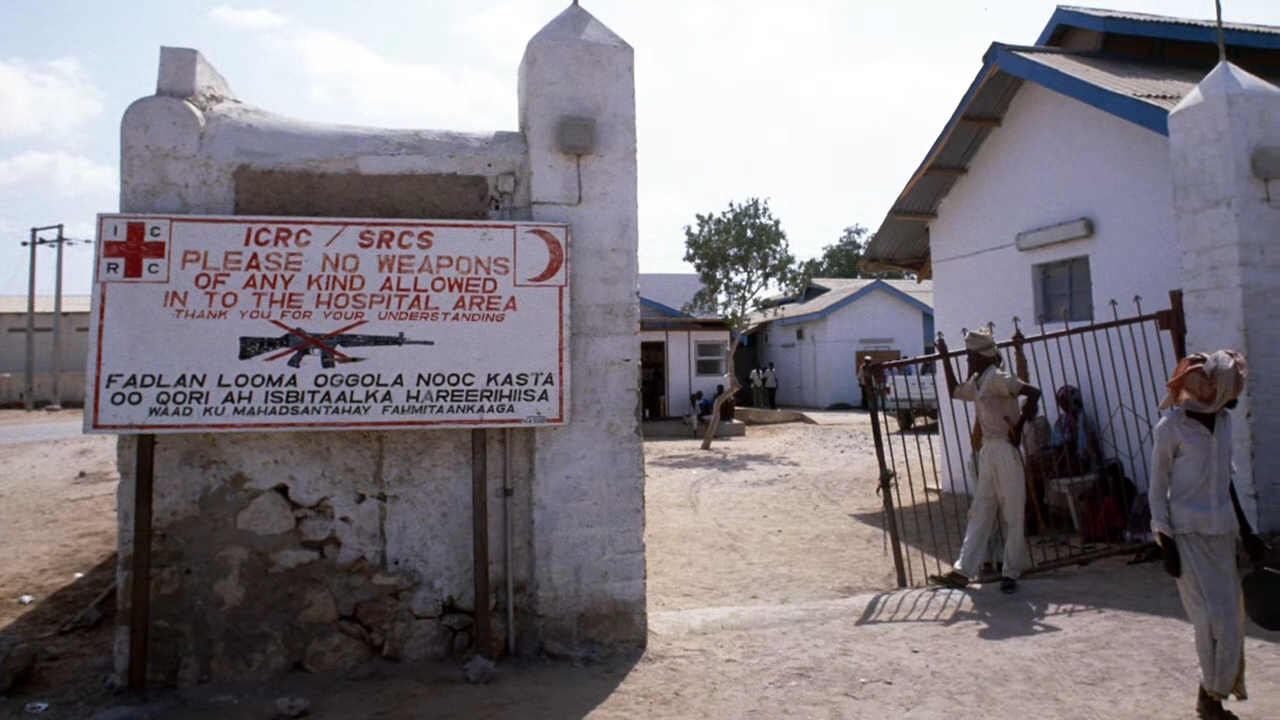 I C
R C
ICRC / SRCS
PLEASE NO WEAPONS
OF ANY KIND ALLOWED
IN TO THE HOSPITAL AREA
THANK YOU FOR YOUR UNDERSTANDING
FADLAN LOOMA OGGOLA NOOC KASTA
OO QORI AH ISBITAALKA HAREERIHIISA
WAAD KU MAHADSANTAHAY FAHMITAANKAAGA